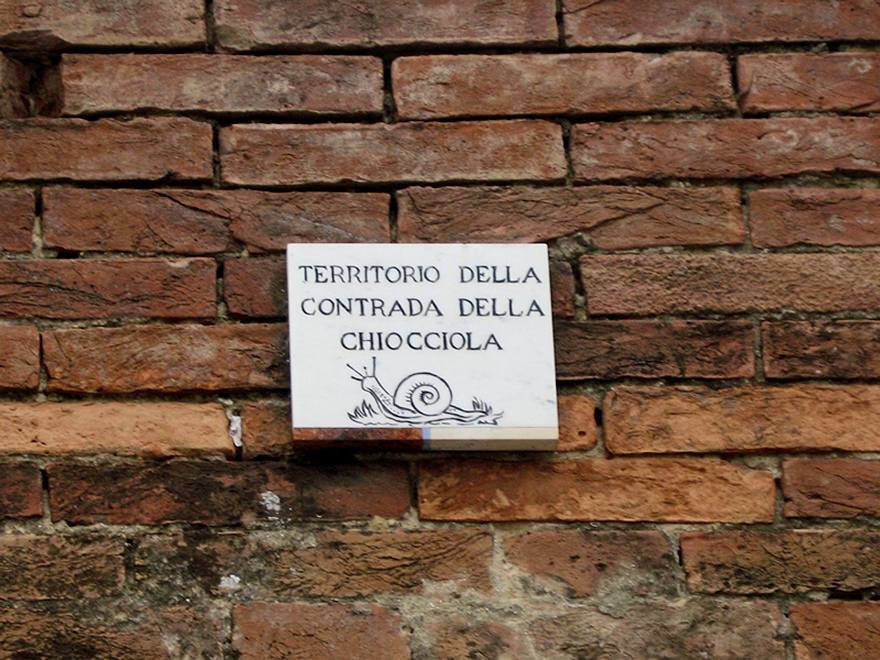 TERRITORIO DELLA
CONTRADA DELLA
CHIOCCIOLA